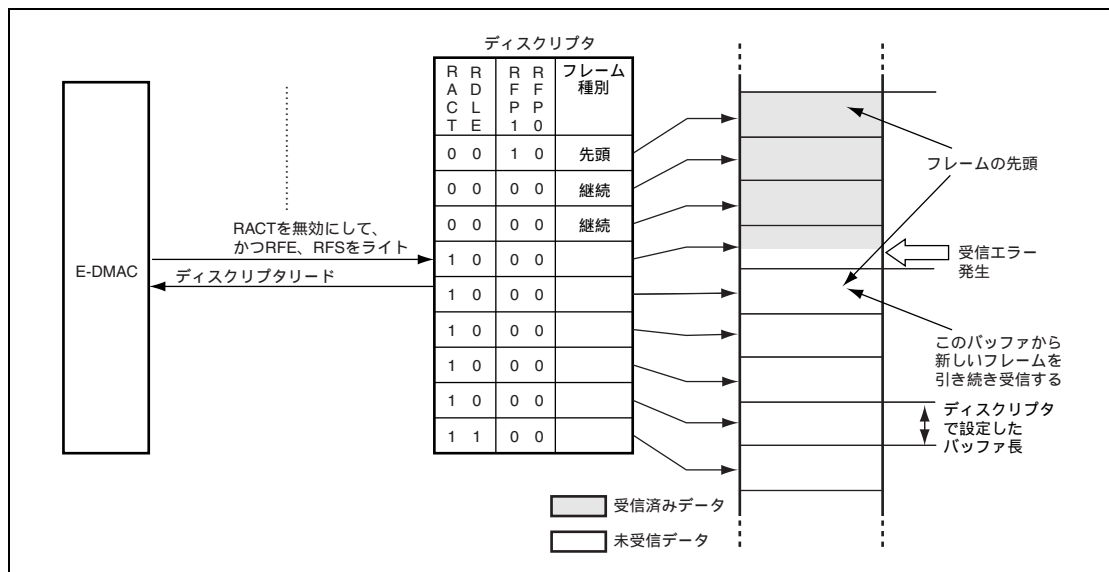 ディスクリプタ
RACT RDLE RFP1 RFP0 フレーム種別
0 0 1 0 先頭
0 0 0 0 継続
0 0 0 0 継続
1 0 0 0
1 0 0 0
1 0 0 0
1 0 0 0
1 0 0 0
1 1 0 0
E-DMAC
RACTを無効にして、
かつRFE、RFSをライト
ディスクリプタリード
フレームの先頭
受信エラー
発生
このバッファから
新しいフレームを
引き続き受信する
ディスクリプタ
で設定した
バッファ長
受信済みデータ
未受信データ